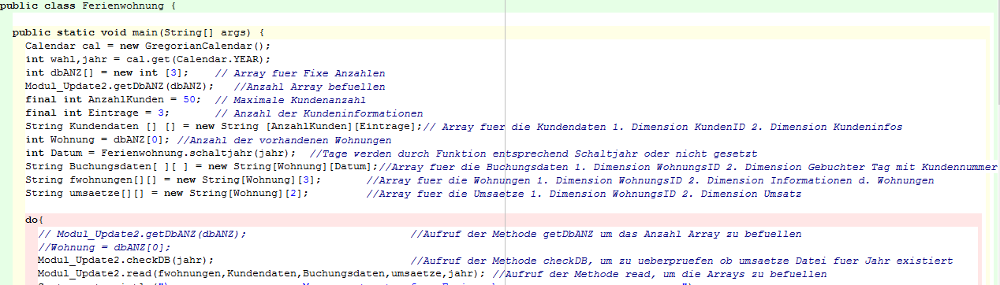 public class Ferienwohnung {
public static void main(String[] args) {
Calendar cal = new GregorianCalendar();
int wahl,jahr = cal.get(Calendar.YEAR);
int dbANZ[] = new int [3];    // Array fuer Fixe Anzahlen
Modul_Update2.getDbANZ(dbANZ);   //Anzahl Array befuellen
final int AnzahlKunden = 50;  // Maximale Kundenanzahl
final int Eintrage = 3;       // Anzahl der Kundeninformationen
String Kundendaten [] [] = new String [AnzahlKunden][Eintrage];// Array fuer die Kundendaten 1. Dimension KundenID 2. Dimension Kundeninfos
int Wohnung = dbANZ[0]; //Anzahl der vorhandenen Wohnungen
int Datum = Ferienwohnung.schaltjahr(jahr);  //Tage werden durch Funktion entsprechend Schaltjahr oder nicht gesetzt
String Buchungsdaten[ ][ ] = new String[Wohnung][Datum];//Array fuer die Buchungsdaten 1. Dimension WohnungsID 2. Dimension Gebuchter Tag mit Kundennummer
String fwohnungen[][] = new String[Wohnung][3];       //Array fuer die Wohnungen 1. Dimension WohnungsID 2. Dimension Informationen d. Wohnungen
String umsaetze[][] = new String[Wohnung][2];         //Array fuer die Umsaetze 1. Dimension WohnungsID 2. Dimension Umsatz
do{
// Modul_Update2.getDbANZ(dbANZ);                          //Aufruf der Methode getDbANZ um das Anzahl Array zu befuellen
//Wohnung = dbANZ[0];
Modul_Update2.checkDB(jahr);                               //Aufruf der Methode checkDB, um zu ueberpruefen ob umsaetze Datei fuer Jahr existiert
Modul_Update2.read(fwohnungen,Kundendaten,Buchungsdaten,umsaetze,jahr); //Aufruf der Methode read, um die Arrays zu befuellen